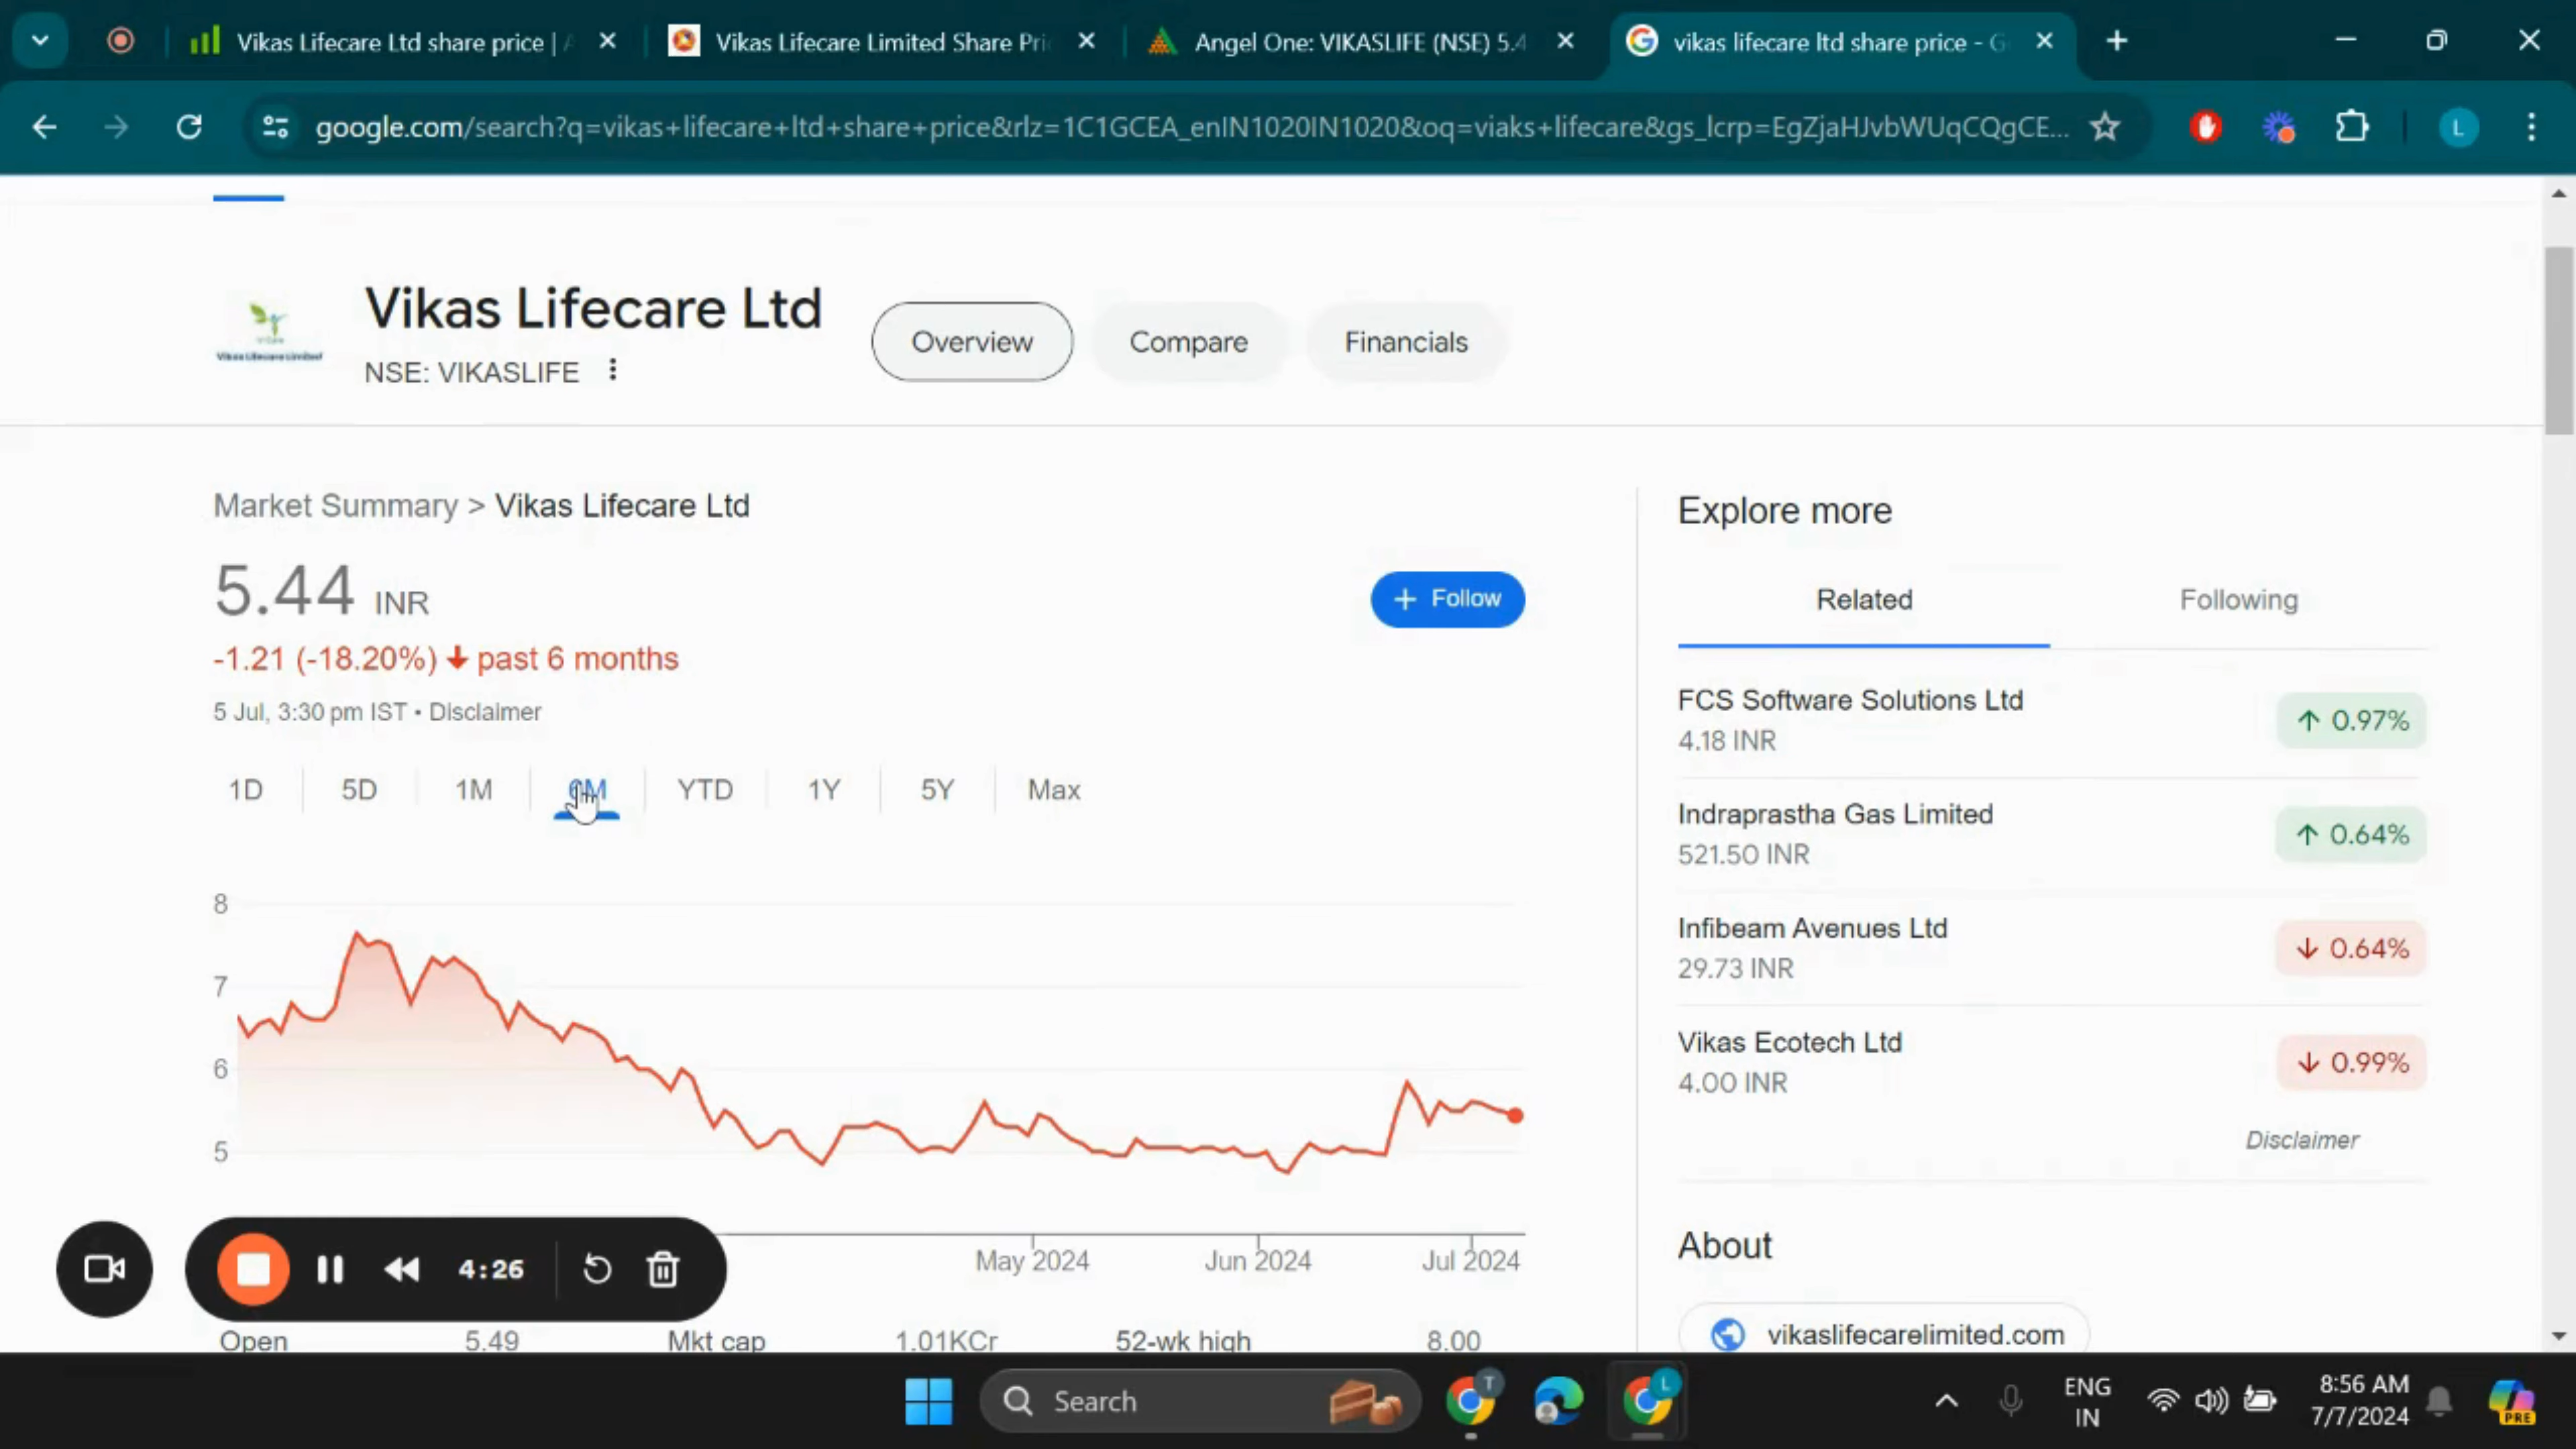 Vikas Lifecare Ltd share price |
Vikas Lifecare Limited Share Pri
Angel One: VIKASLIFE (NSE) 5.4
vikas lifecare ltd share price - G
google.com/search?q=vikas+lifecare+ltd+share+price&rlz=1C1GCEA_enIN1020IN1020&oq=viaks+lifecare&gs_lcrp=EgZjaHJvbWUqCQgCE...
L
Vikas Lifecare Limited
Vikas Lifecare Ltd
NSE: VIKASLIFE
Overview
Compare
Financials
Market Summary > Vikas Lifecare Ltd
5.44 INR
+ Follow
-1.21 (-18.20%) ↓ past 6 months
5 Jul, 3:30 pm IST • Disclaimer
1D
5D
1M
6M
YTD
1Y
5Y
Max
8
7
6
5
May 2024
Jun 2024
Jul 2024
4:26
Open 5.49
Mkt cap 1.01KCr
52-wk high 8.00
Explore more
Related
Following
FCS Software Solutions Ltd
4.18 INR
↑ 0.97%
Indraprastha Gas Limited
521.50 INR
↑ 0.64%
Infibeam Avenues Ltd
29.73 INR
↓ 0.64%
Vikas Ecotech Ltd
4.00 INR
↓ 0.99%
Disclaimer
About
vikaslifecarelimited.com
Search
T
L
ENG
IN
8:56 AM
7/7/2024
PRE